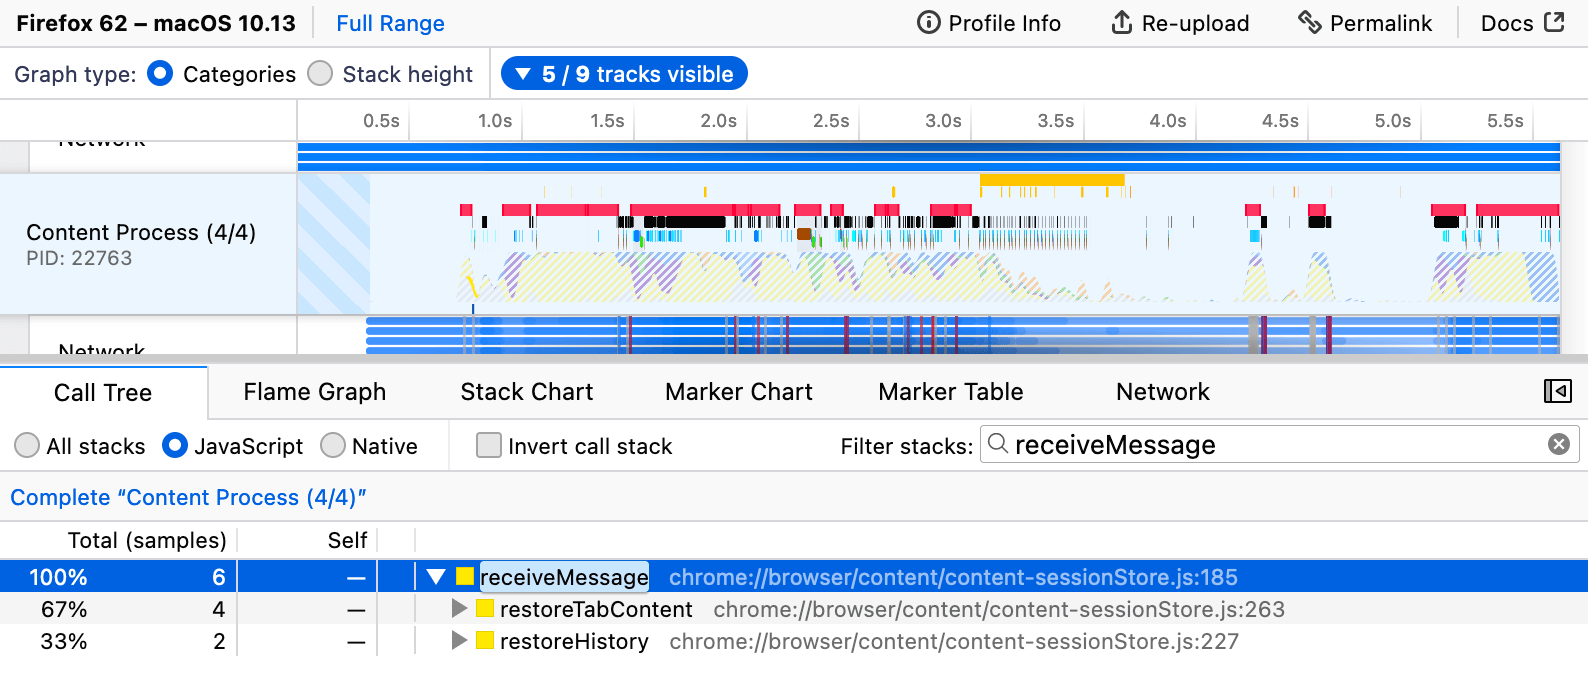 Firefox 62 – macOS 10.13 Full Range Profile Info Re-upload Permalink Docs
Graph type: Categories Stack height 5 / 9 tracks visible
0.5s 1.0s 1.5s 2.0s 2.5s 3.0s 3.5s 4.0s 4.5s 5.0s 5.5s
Network
Content Process (4/4)
PID: 22763
Network
Call Tree Flame Graph Stack Chart Marker Chart Marker Table Network
All stacks JavaScript Native Invert call stack Filter stacks: receiveMessage
Complete “Content Process (4/4)”
Total (samples) Self
100% 6 — receiveMessage chrome://browser/content/content-sessionStore.js:185
67% 4 — restoreTabContent chrome://browser/content/content-sessionStore.js:263
33% 2 — restoreHistory chrome://browser/content/content-sessionStore.js:227